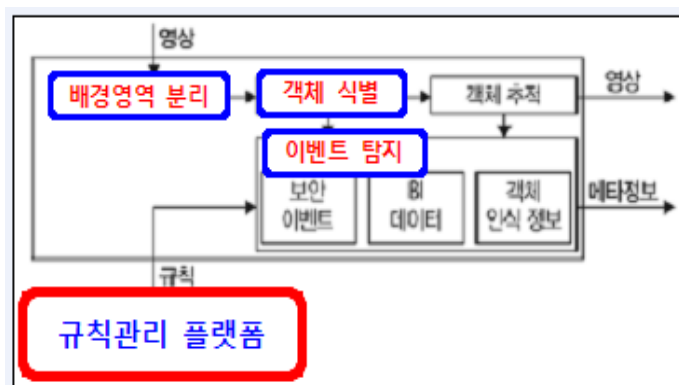 영상
배경영역 분리
객체 식별
객체 추적
영상
이벤트 탐지
보안
이벤트
BI
데이터
객체
인식 정보
메타정보
규칙
규칙관리 플랫폼